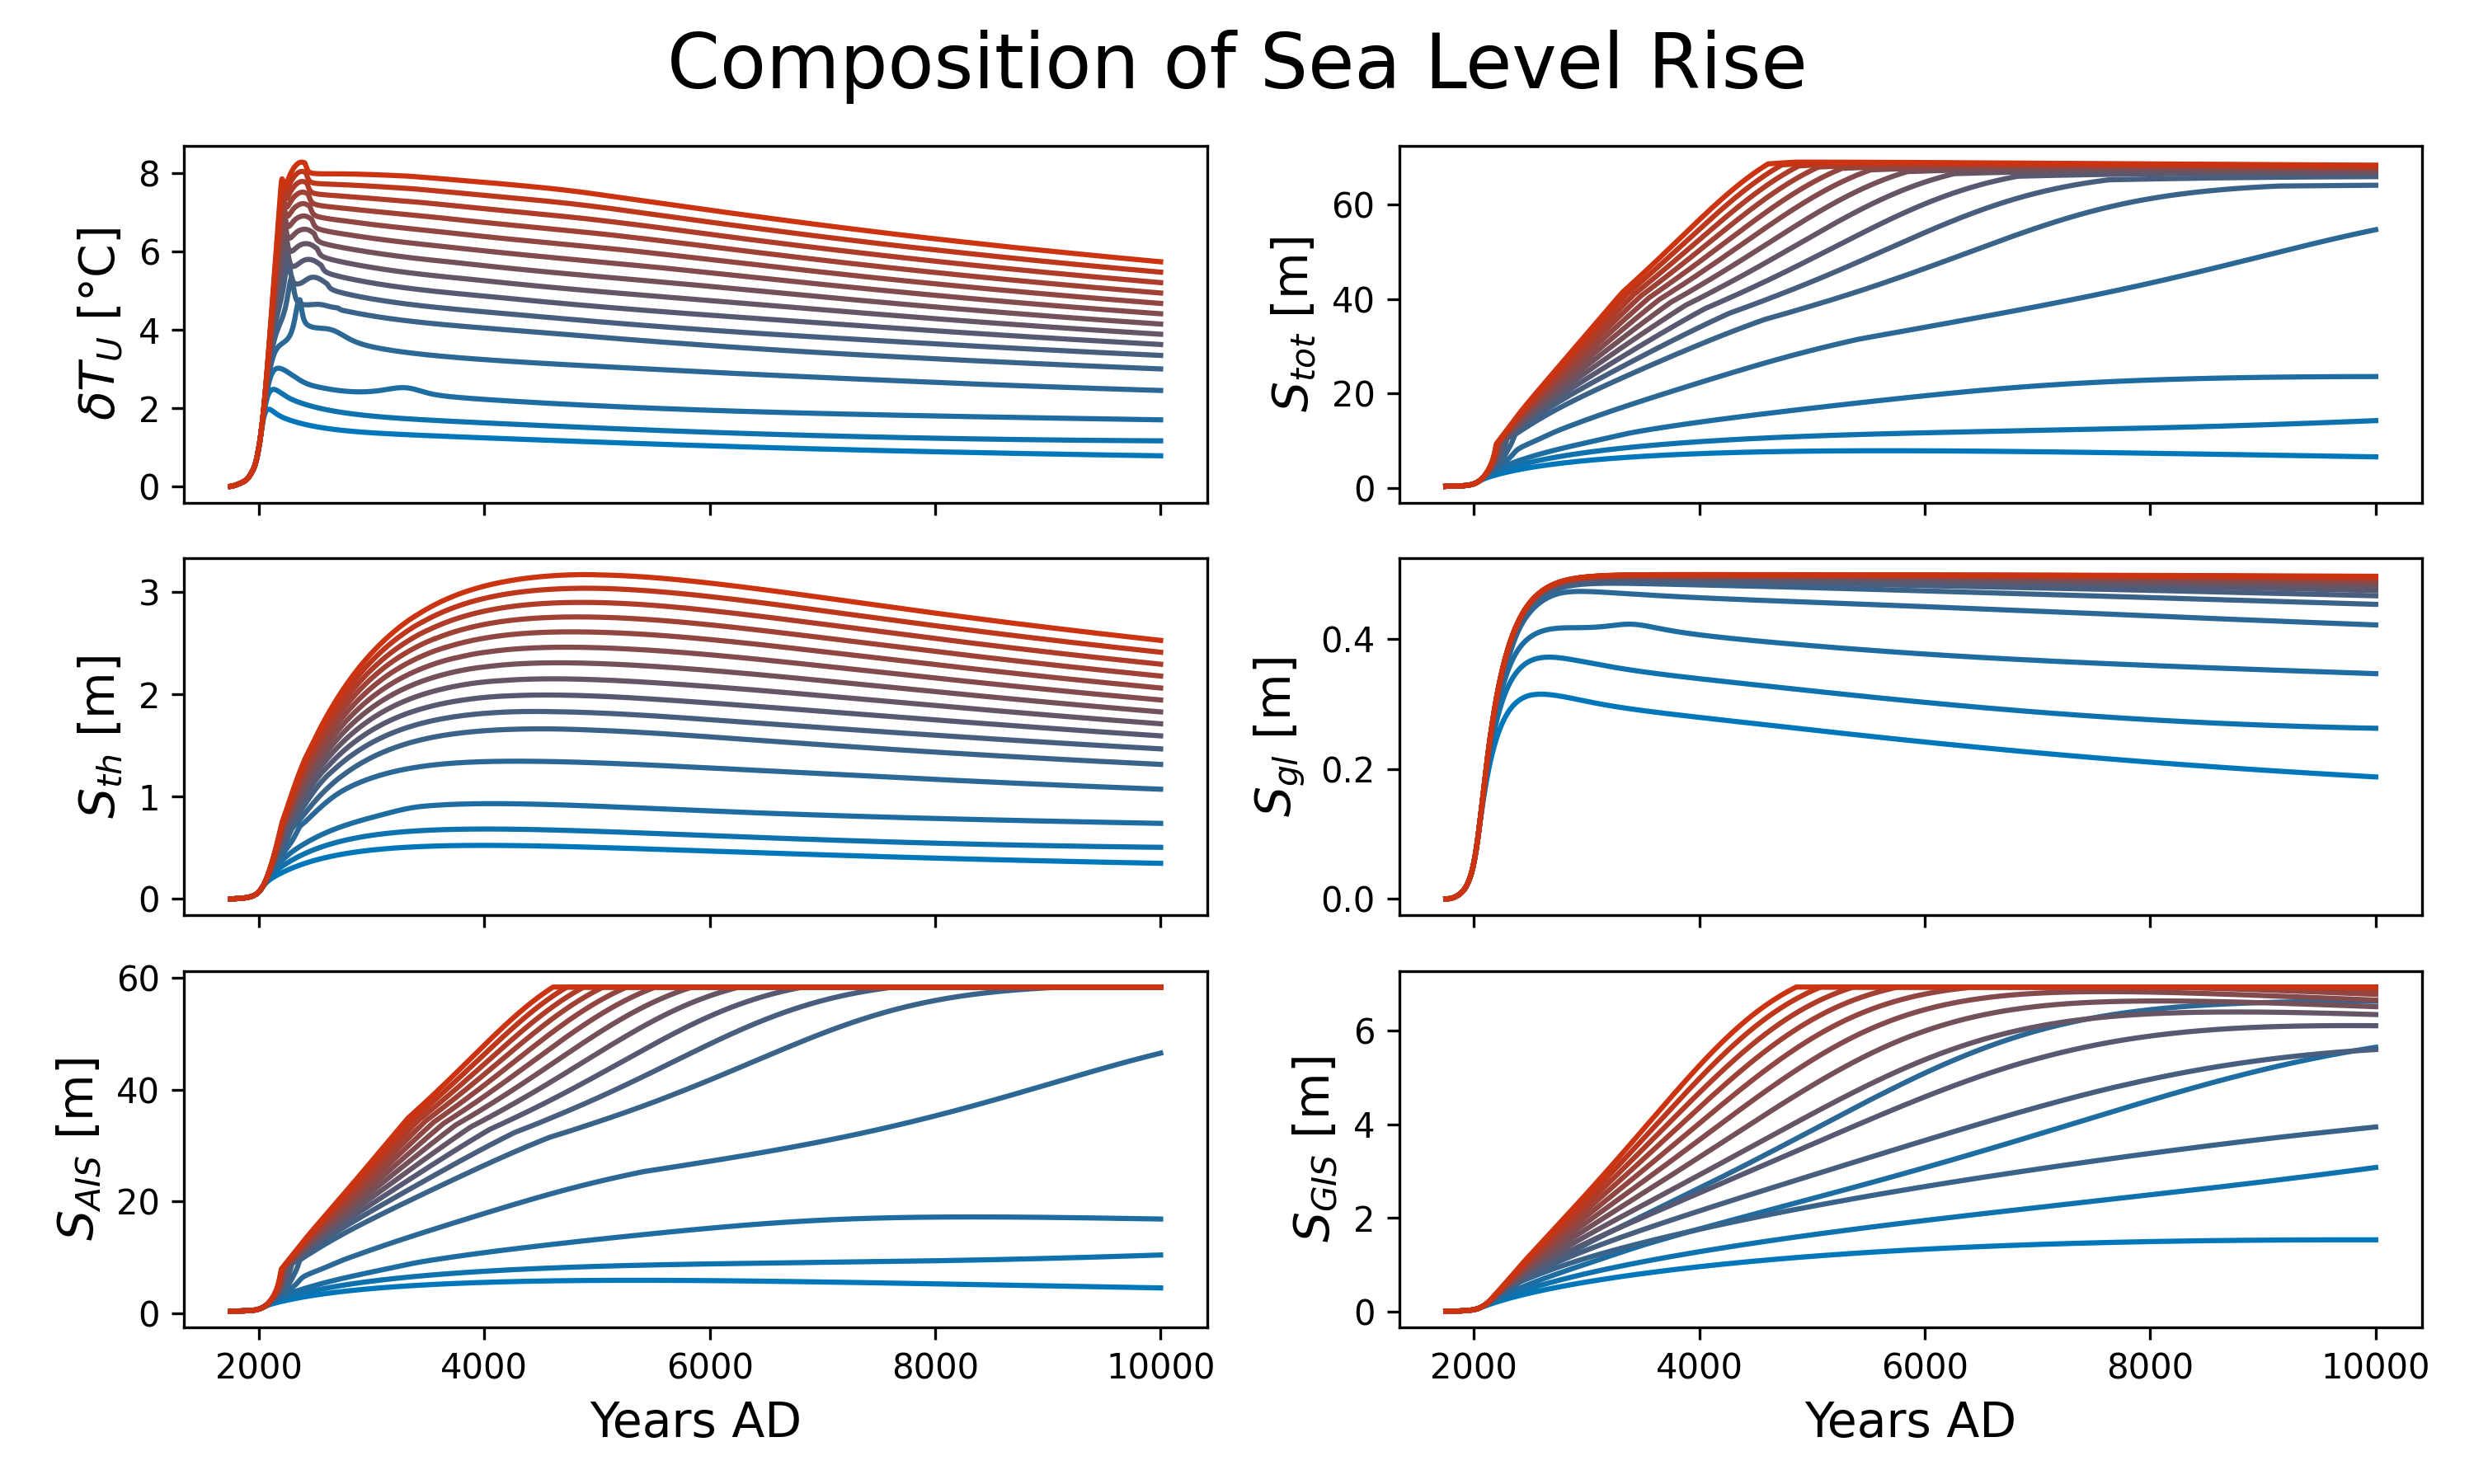 Composition of Sea Level Rise
δT_U [°C]
8
6
4
2
0
S_tot [m]
60
40
20
0
S_th [m]
3
2
1
0
S_gl [m]
0.4
0.2
0.0
S_AIS [m]
60
40
20
0
2000 4000 6000 8000 10000
Years AD
S_GIS [m]
6
4
2
0
2000 4000 6000 8000 10000
Years AD